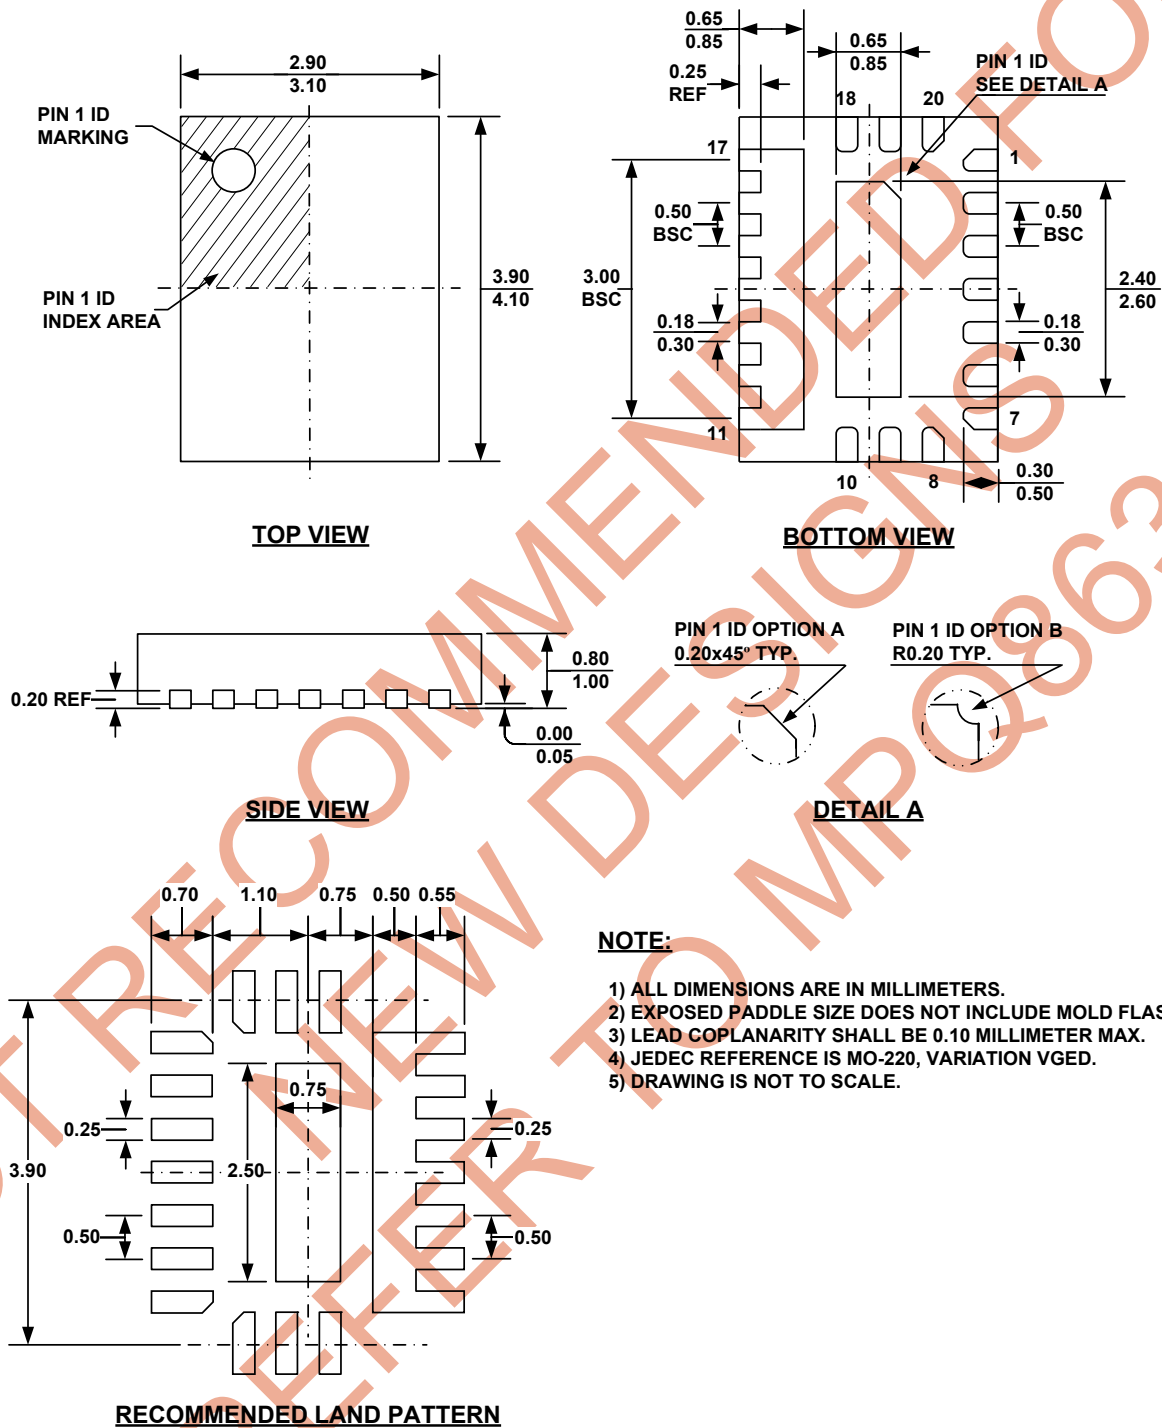 2.90
3.10
PIN 1 ID
MARKING
PIN 1 ID
INDEX AREA
3.90
4.10
TOP VIEW
0.65
0.85
0.65
0.85
0.25
REF
PIN 1 ID
SEE DETAIL A
18
20
17
1
0.50
BSC
0.50
BSC
3.00
BSC
2.40
2.60
0.18
0.30
0.18
0.30
11
7
10
8
0.30
0.50
BOTTOM VIEW
0.20 REF
0.80
1.00
0.00
0.05
SIDE VIEW
PIN 1 ID OPTION A
0.20x45º TYP.
PIN 1 ID OPTION B
R0.20 TYP.
DETAIL A
0.70
1.10
0.75
0.50
0.55
0.75
0.25
0.25
3.90
2.50
0.50
0.50
RECOMMENDED LAND PATTERN
NOTE:
1) ALL DIMENSIONS ARE IN MILLIMETERS.
2) EXPOSED PADDLE SIZE DOES NOT INCLUDE MOLD FLAS
3) LEAD COPLANARITY SHALL BE 0.10 MILLIMETER MAX.
4) JEDEC REFERENCE IS MO-220, VARIATION VGED.
5) DRAWING IS NOT TO SCALE.
OT RECOMMENDED FO
NEW DESIGNS
REFER TO MPQ863